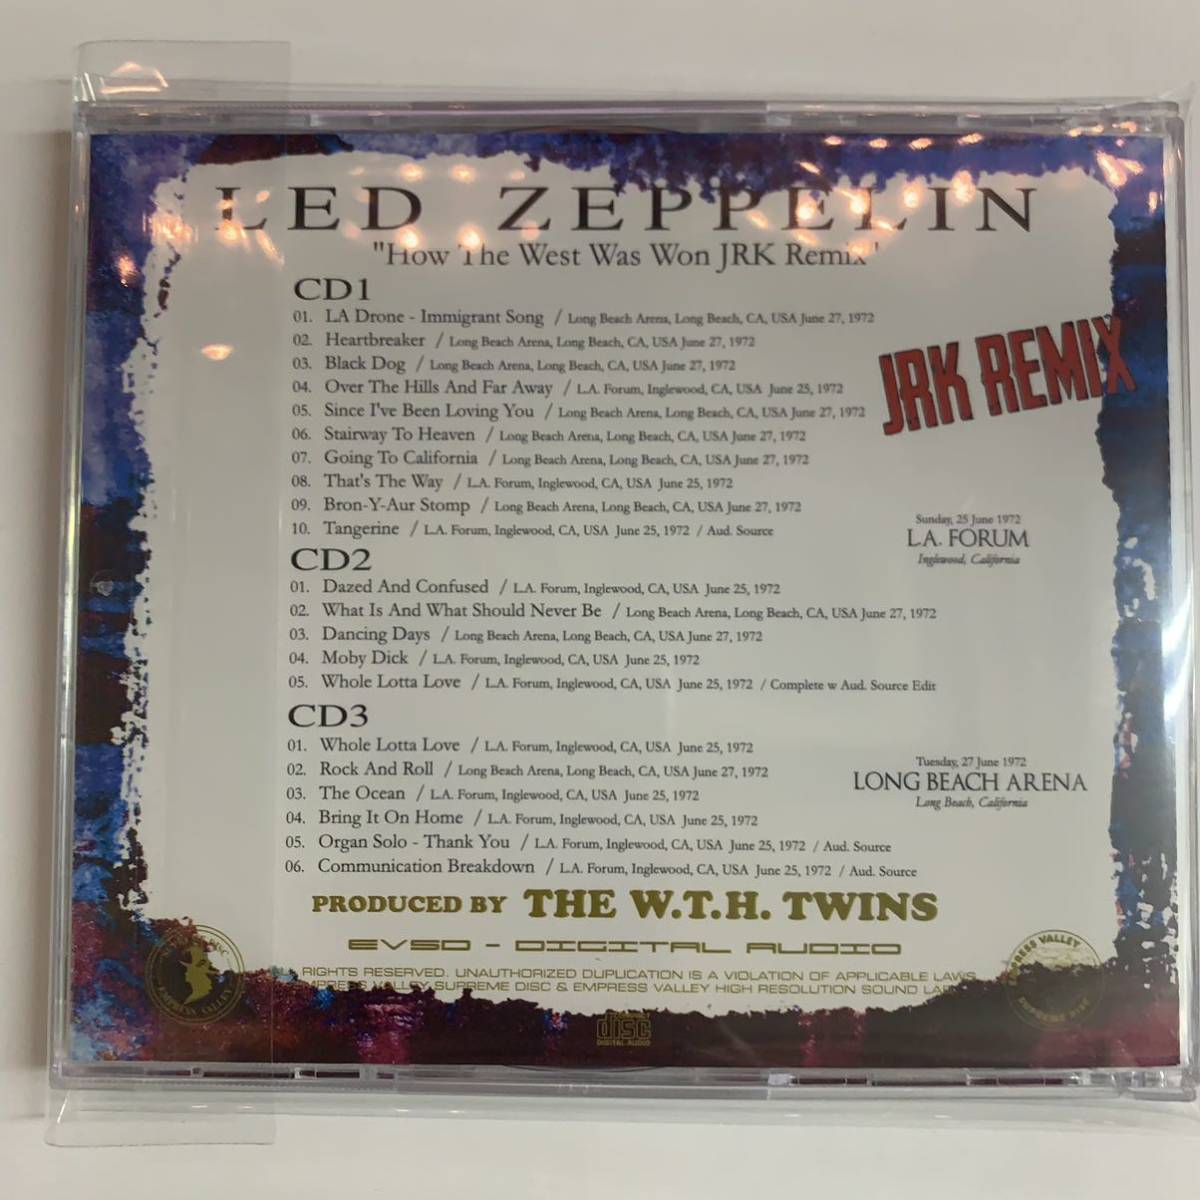 LED ZEPPELIN
"How The West Was Won JRK Remix"
CD1
01. LA Drone - Immigrant Song / Long Beach Arena, Long Beach, CA, USA June 27, 1972
02. Heartbreaker / Long Beach Arena, Long Beach, CA, USA June 27, 1972
03. Black Dog / Long Beach Arena, Long Beach, CA, USA June 27, 1972
04. Over The Hills And Far Away / L.A. Forum, Inglewood, CA, USA June 25, 1972
05. Since I've Been Loving You / Long Beach Arena, Long Beach, CA, USA June 27, 1972
06. Stairway To Heaven / Long Beach Arena, Long Beach, CA, USA June 27, 1972
07. Going To California / Long Beach Arena, Long Beach, CA, USA June 27, 1972
08. That's The Way / L.A. Forum, Inglewood, CA, USA June 25, 1972
09. Bron-Y-Aur Stomp / Long Beach Arena, Long Beach, CA, USA June 27, 1972
10. Tangerine / L.A. Forum, Inglewood, CA, USA June 25, 1972 / Aud. Source
JRK REMIX
Sunday, 25 June 1972
L.A. FORUM
Inglewood, California
CD2
01. Dazed And Confused / L.A. Forum, Inglewood, CA, USA June 25, 1972
02. What Is And What Should Never Be / Long Beach Arena, Long Beach, CA, USA June 27, 1972
03. Dancing Days / Long Beach Arena, Long Beach, CA, USA June 27, 1972
04. Moby Dick / L.A. Forum, Inglewood, CA, USA June 25, 1972
05. Whole Lotta Love / L.A. Forum, Inglewood, CA, USA June 25, 1972 / Complete w Aud. Source Edit
CD3
01. Whole Lotta Love / L.A. Forum, Inglewood, CA, USA June 25, 1972
02. Rock And Roll / Long Beach Arena, Long Beach, CA, USA June 27, 1972
03. The Ocean / L.A. Forum, Inglewood, CA, USA June 25, 1972
04. Bring It On Home / L.A. Forum, Inglewood, CA, USA June 25, 1972
05. Organ Solo - Thank You / L.A. Forum, Inglewood, CA, USA June 25, 1972 / Aud. Source
06. Communication Breakdown / L.A. Forum, Inglewood, CA, USA June 25, 1972 / Aud. Source
Tuesday, 27 June 1972
LONG BEACH ARENA
Long Beach, California
PRODUCED BY THE W.T.H. TWINS
EVSD - DIGITAL AUDIO
ALL RIGHTS RESERVED. UNAUTHORIZED DUPLICATION IS A VIOLATION OF APPLICABLE LAWS
EMPRESS VALLEY SUPREME DISC & EMPRESS VALLEY HIGH RESOLUTION SOUND
EMPRESS VALLEY
EMPRESS VALLEY
SUPREME DISC
disc
DIGITAL AUDIO